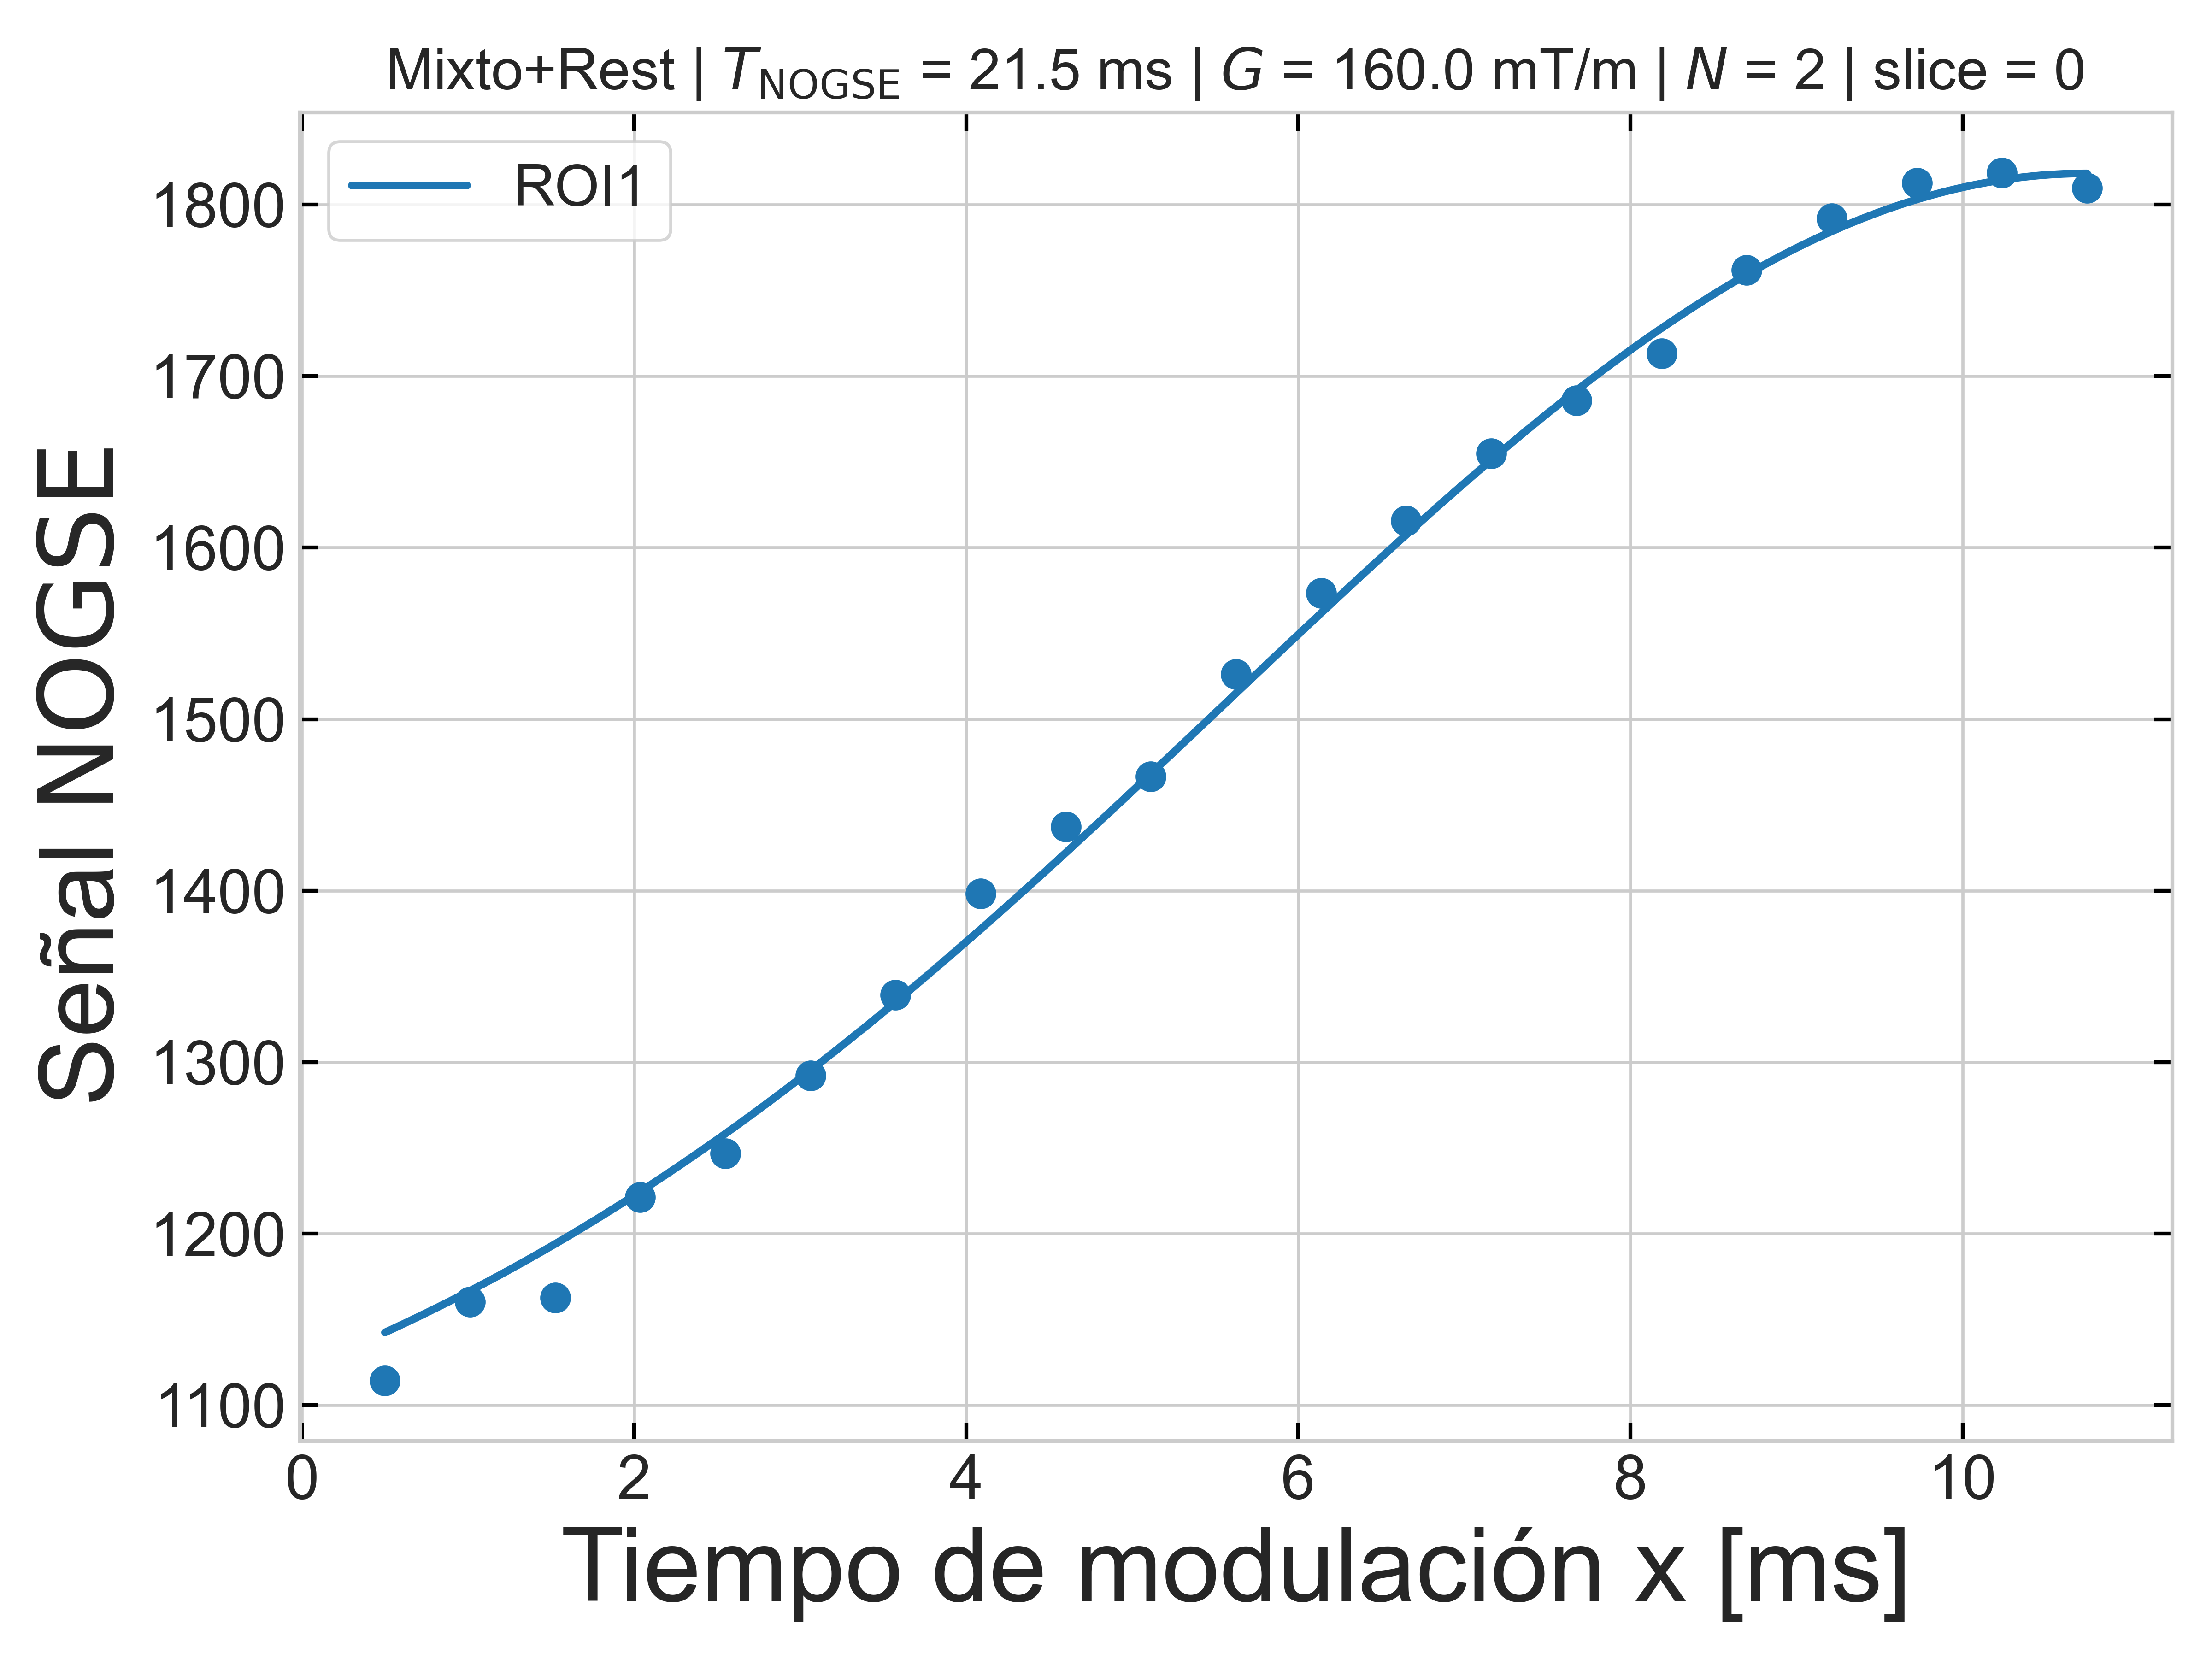 Mixto+Rest | T_NOGSE = 21.5 ms | G = 160.0 mT/m | N = 2 | slice = 0
ROI1
Señal NOGSE
1800
1700
1600
1500
1400
1300
1200
1100
0 2 4 6 8 10
Tiempo de modulación x [ms]